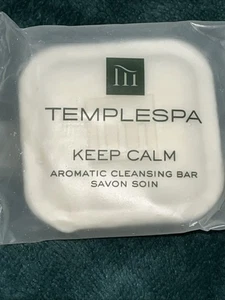 TEMPLESPA
KEEP CALM
AROMATIC CLEANSING BAR
SAVON SOIN